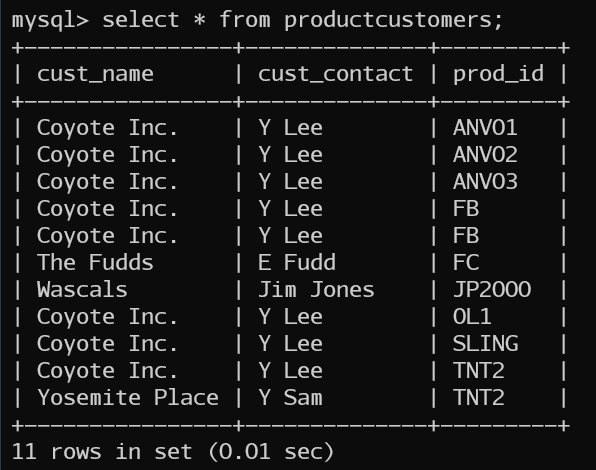 mysql> select * from productcustomers;
+----------------+--------------+---------+
| cust_name      | cust_contact | prod_id |
+----------------+--------------+---------+
| Coyote Inc.    | Y Lee        | ANV01   |
| Coyote Inc.    | Y Lee        | ANV02   |
| Coyote Inc.    | Y Lee        | ANV03   |
| Coyote Inc.    | Y Lee        | FB      |
| Coyote Inc.    | Y Lee        | FB      |
| The Fudds      | E Fudd       | FC      |
| Wascals        | Jim Jones    | JP2000  |
| Coyote Inc.    | Y Lee        | OL1     |
| Coyote Inc.    | Y Lee        | SLING   |
| Coyote Inc.    | Y Lee        | TNT2    |
| Yosemite Place | Y Sam        | TNT2    |
+----------------+--------------+---------+
11 rows in set (0.01 sec)